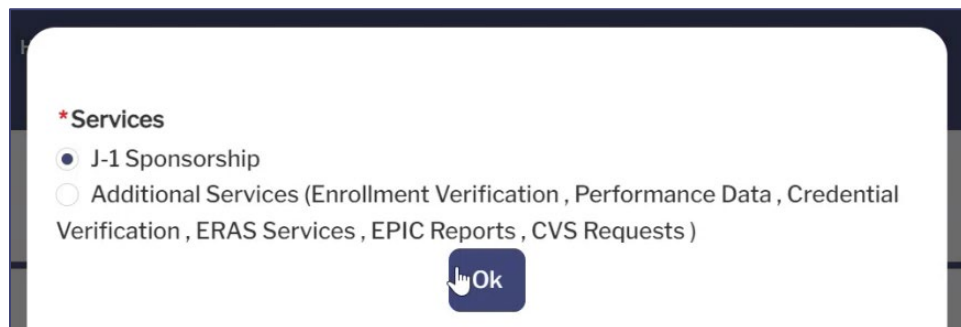 H
*Services
J-1 Sponsorship
Additional Services (Enrollment Verification , Performance Data , Credential
Verification , ERAS Services , EPIC Reports , CVS Requests )
Ok